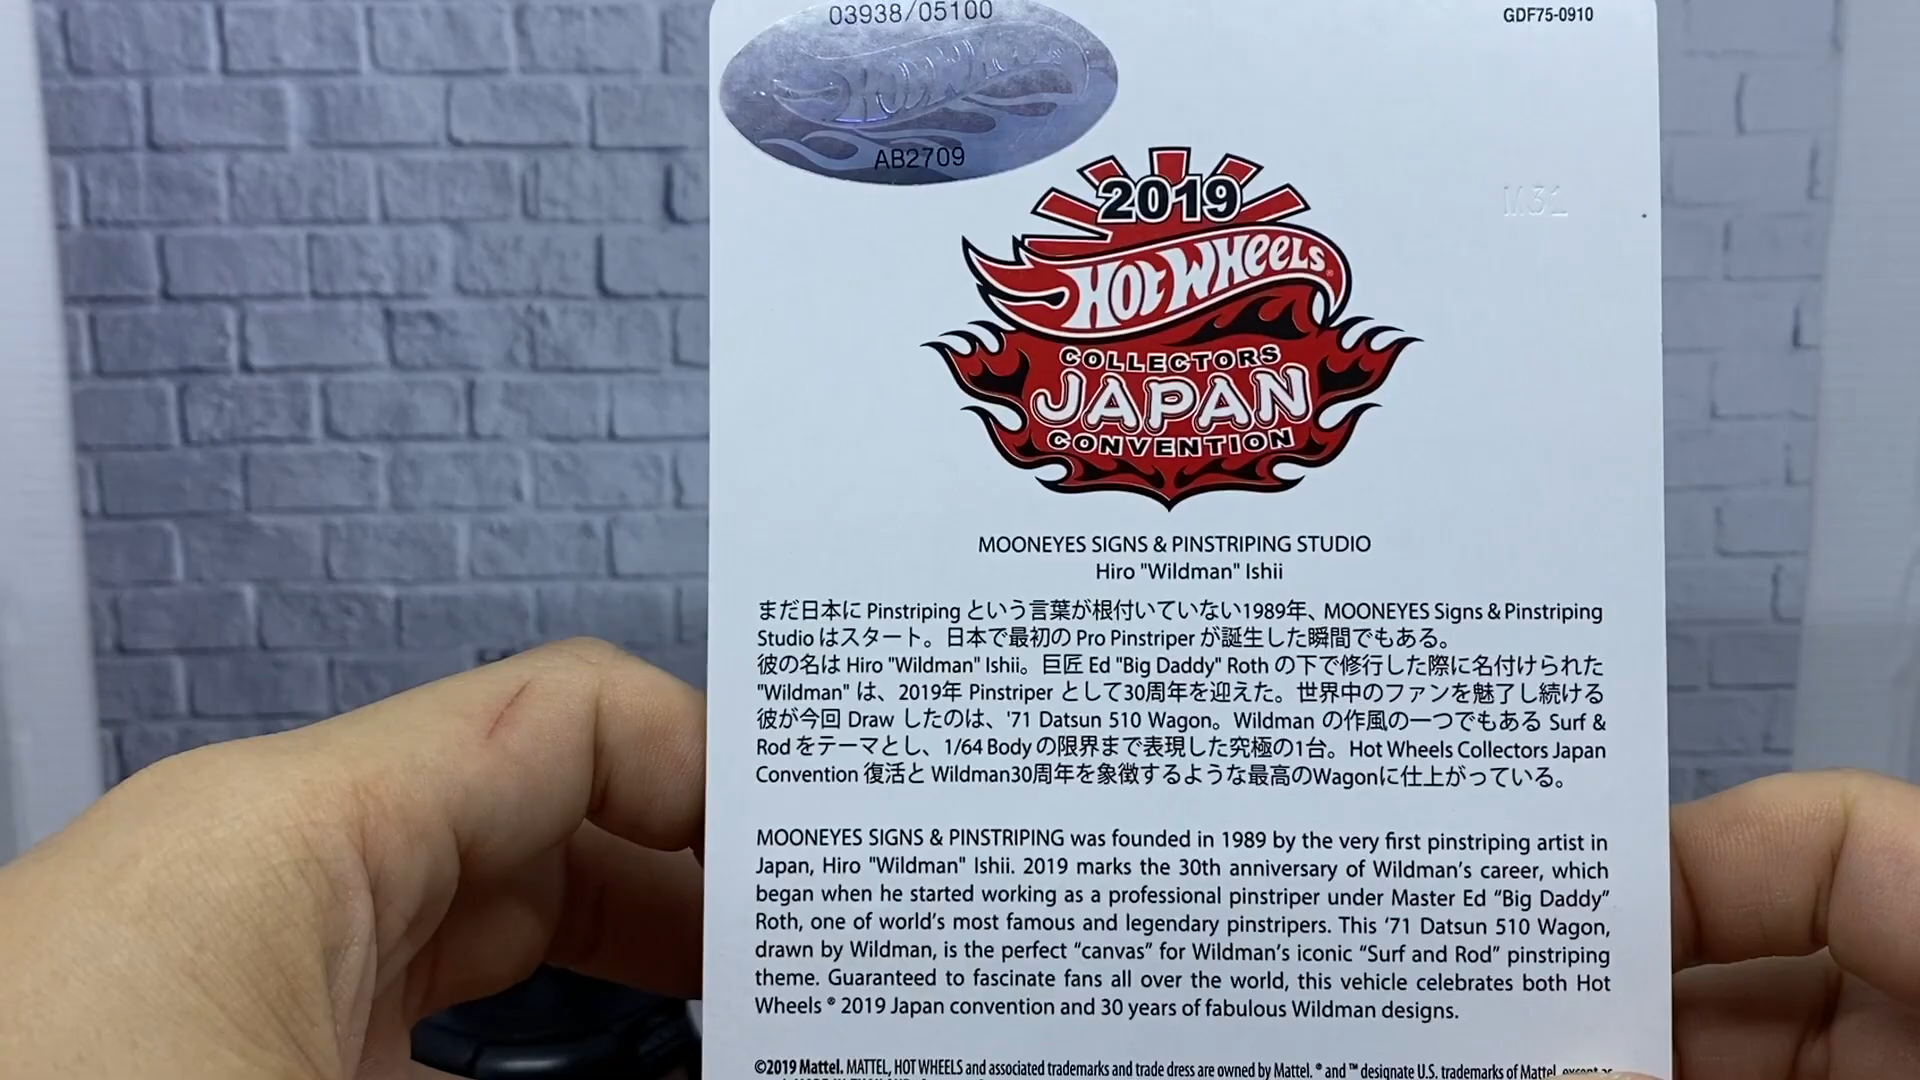 03938/05100
GDF75-0910
HOT WHEELS
AB2709
M31
2019
HOT WHEELS®
COLLECTORS
JAPAN
CONVENTION
MOONEYES SIGNS & PINSTRIPING STUDIO
Hiro "Wildman" Ishii
まだ日本に Pinstriping という言葉が根付いていない1989年、MOONEYES Signs & Pinstriping
Studio はスタート。日本で最初の Pro Pinstriper が誕生した瞬間でもある。
彼の名は Hiro "Wildman" Ishii。巨匠 Ed "Big Daddy" Roth の下で修行した際に名付けられた
"Wildman" は、2019年 Pinstriper として30周年を迎えた。世界中のファンを魅了し続ける
彼が今回 Draw したのは、'71 Datsun 510 Wagon。Wildman の作風の一つでもある Surf &
Rod をテーマとし、1/64 Body の限界まで表現した究極の1台。Hot Wheels Collectors Japan
Convention 復活と Wildman30周年を象徴するような最高のWagonに仕上がっている。
MOONEYES SIGNS & PINSTRIPING was founded in 1989 by the very first pinstriping artist in
Japan, Hiro "Wildman" Ishii. 2019 marks the 30th anniversary of Wildman's career, which
began when he started working as a professional pinstriper under Master Ed “Big Daddy”
Roth, one of world's most famous and legendary pinstripers. This ‘71 Datsun 510 Wagon,
drawn by Wildman, is the perfect “canvas” for Wildman's iconic “Surf and Rod” pinstriping
theme. Guaranteed to fascinate fans all over the world, this vehicle celebrates both Hot
Wheels ® 2019 Japan convention and 30 years of fabulous Wildman designs.
©2019 Mattel. MATTEL, HOT WHEELS and associated trademarks and trade dress are owned by Mattel. ® and ™ designate U.S. trademarks of Mattel, except as